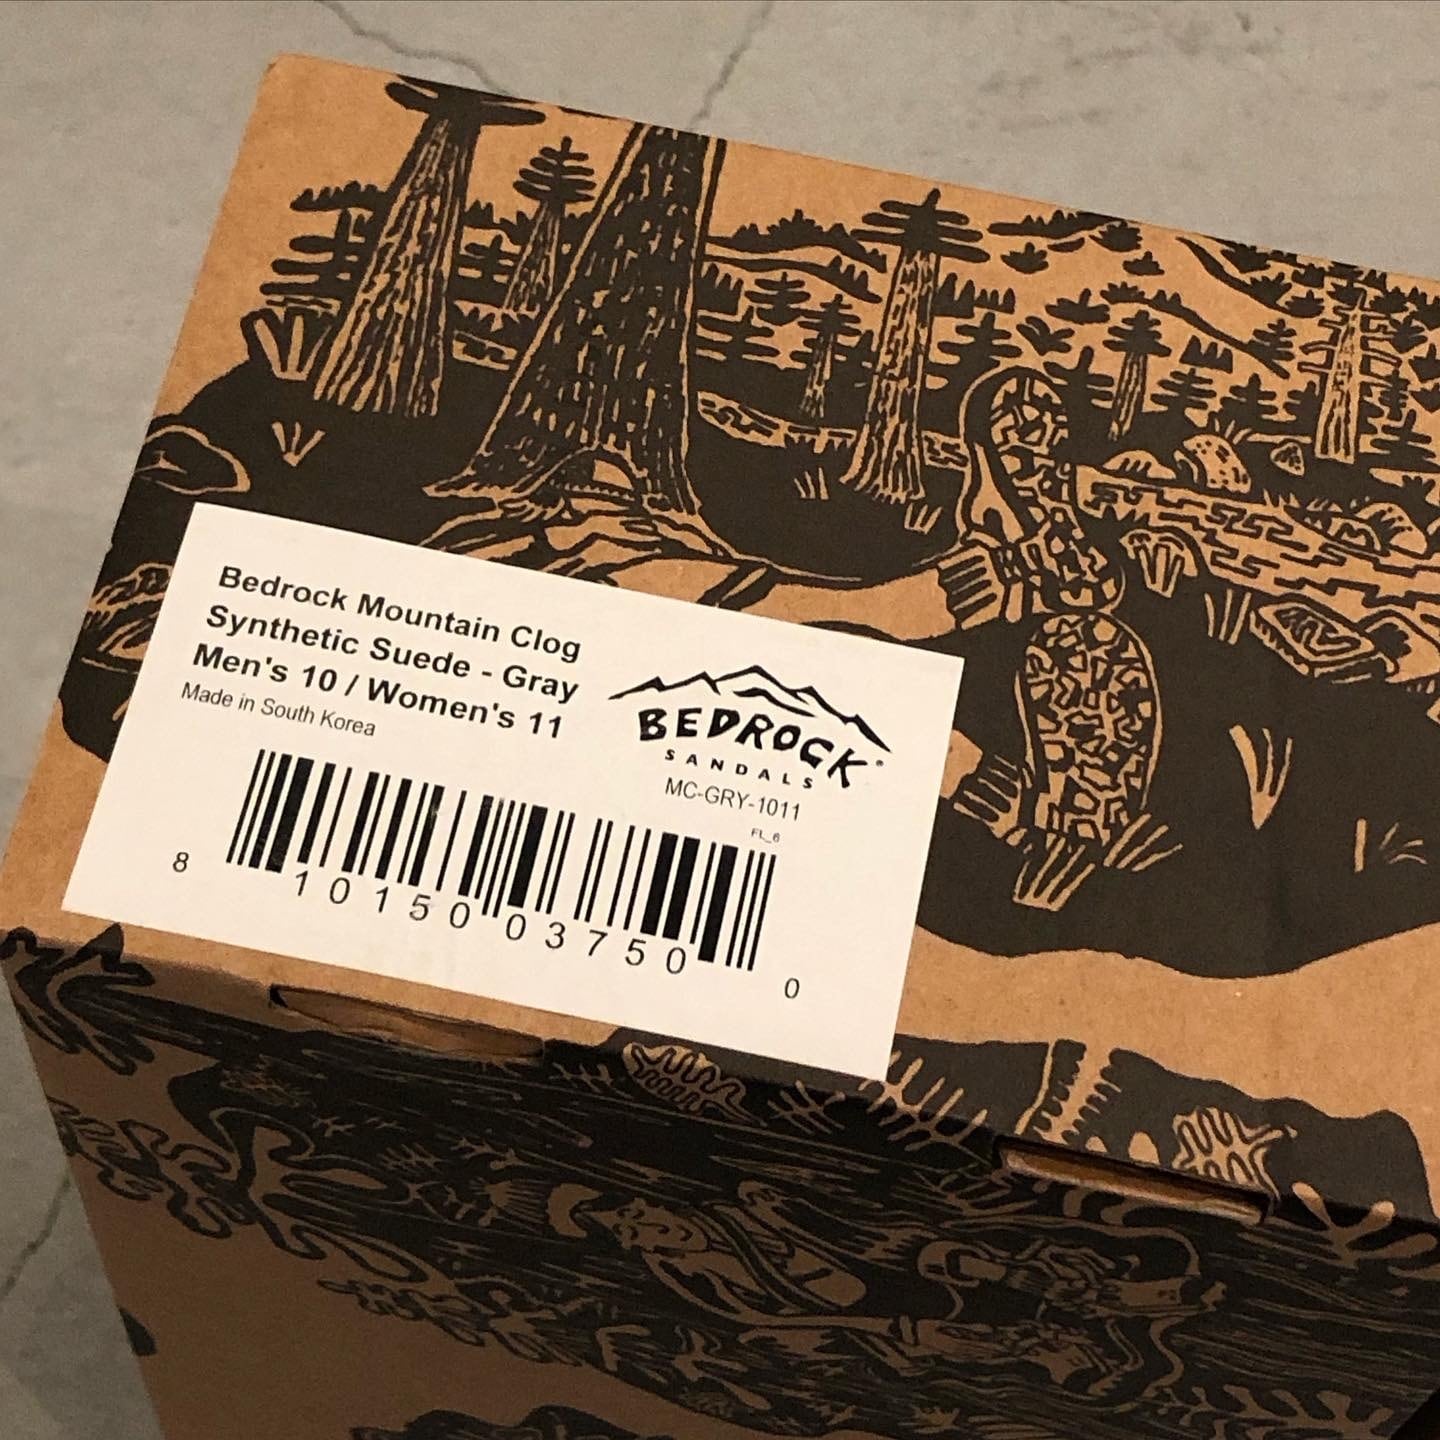 Bedrock Mountain Clog
Synthetic Suede - Gray
Men's 10 / Women's 11
Made in South Korea
BEDROCK®
SANDALS
MC-GRY-1011
FL_6
8 10150 03750 0